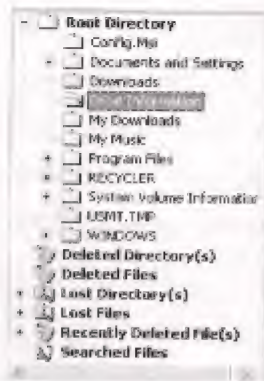 Root Directory
Config.Msi
Documents and Settings
Downloads
My Downloads
My Music
Program Files
RECYCLER
System Volume Information
USMT.TMP
WINDOWS
Deleted Directory(s)
Deleted Files
Lost Directory(s)
Lost Files
Recently Deleted File(s)
Searched Files